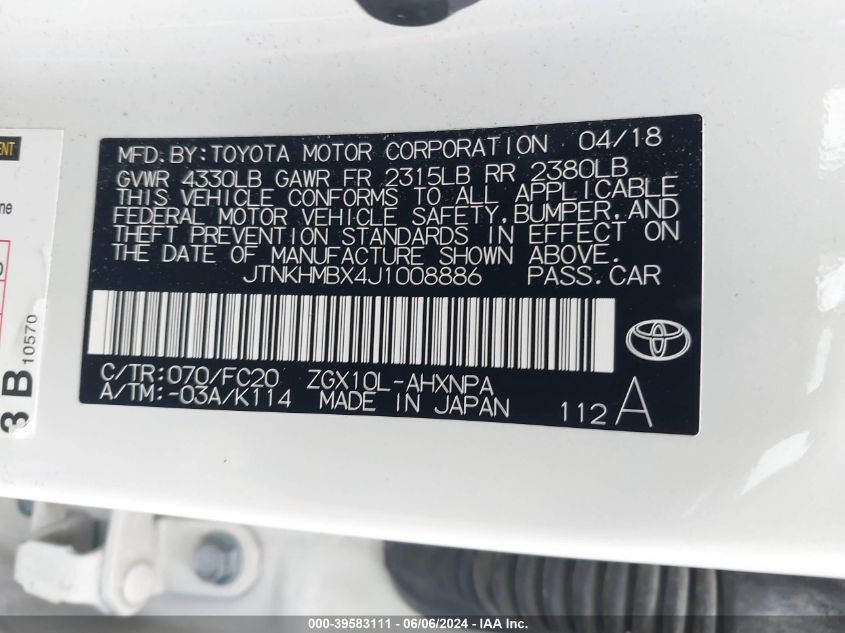 MFD. BY: TOYOTA MOTOR CORPORATION 04/18
GVWR 4330LB GAWR FR 2315LB RR 2380LB
THIS VEHICLE CONFORMS TO ALL APPLICABLE
FEDERAL MOTOR VEHICLE SAFETY, BUMPER, AND
THEFT PREVENTION STANDARDS IN EFFECT ON
THE DATE OF MANUFACTURE SHOWN ABOVE.
JTNKHMBX4J1008886 PASS.CAR
C/TR: 070/FC20 ZGX10L-AHXNPA
A/TM: -03A/K114 MADE IN JAPAN
112 A
3 B 10570
000-39583111 - 06/06/2024 - IAA Inc.